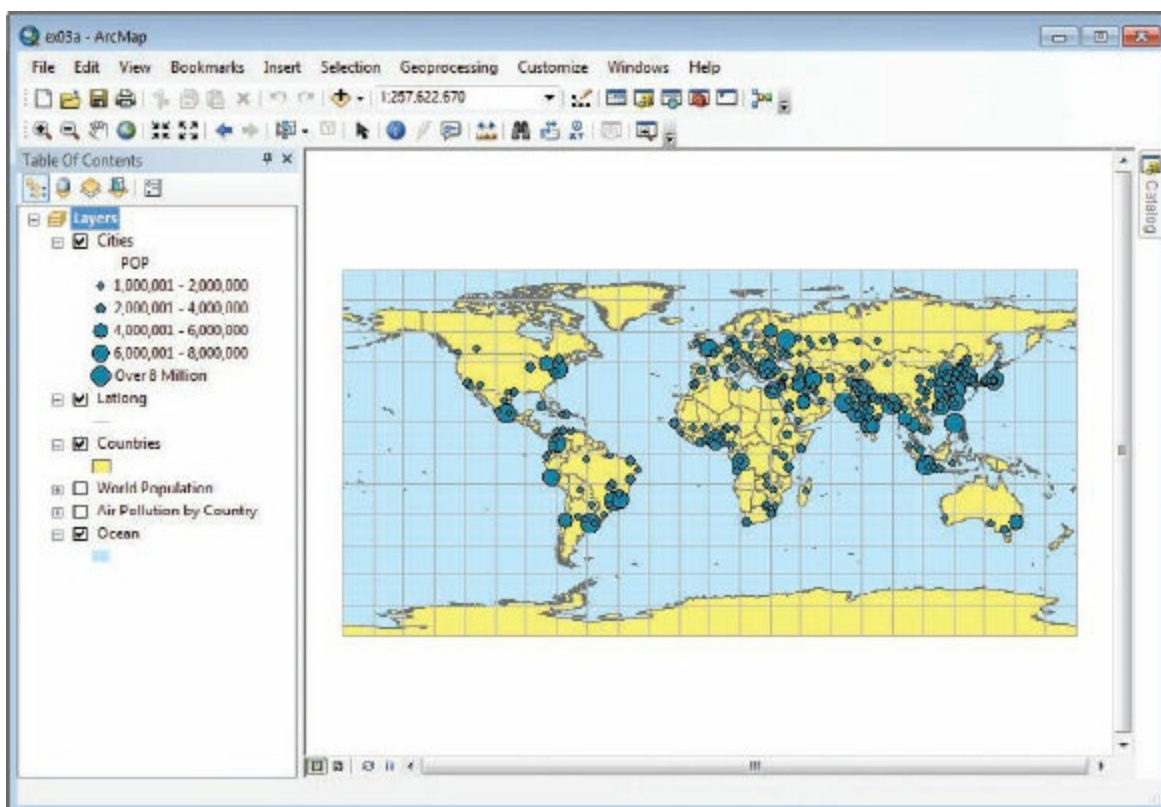 ex03a - ArcMap
File Edit View Bookmarks Insert Selection Geoprocessing Customize Windows Help
1:257,622,670
Table Of Contents
Layers
Cities
POP
1,000,001 - 2,000,000
2,000,001 - 4,000,000
4,000,001 - 6,000,000
6,000,001 - 8,000,000
Over 8 Million
Latlong
Countries
World Population
Air Pollution by Country
Ocean
Catalog